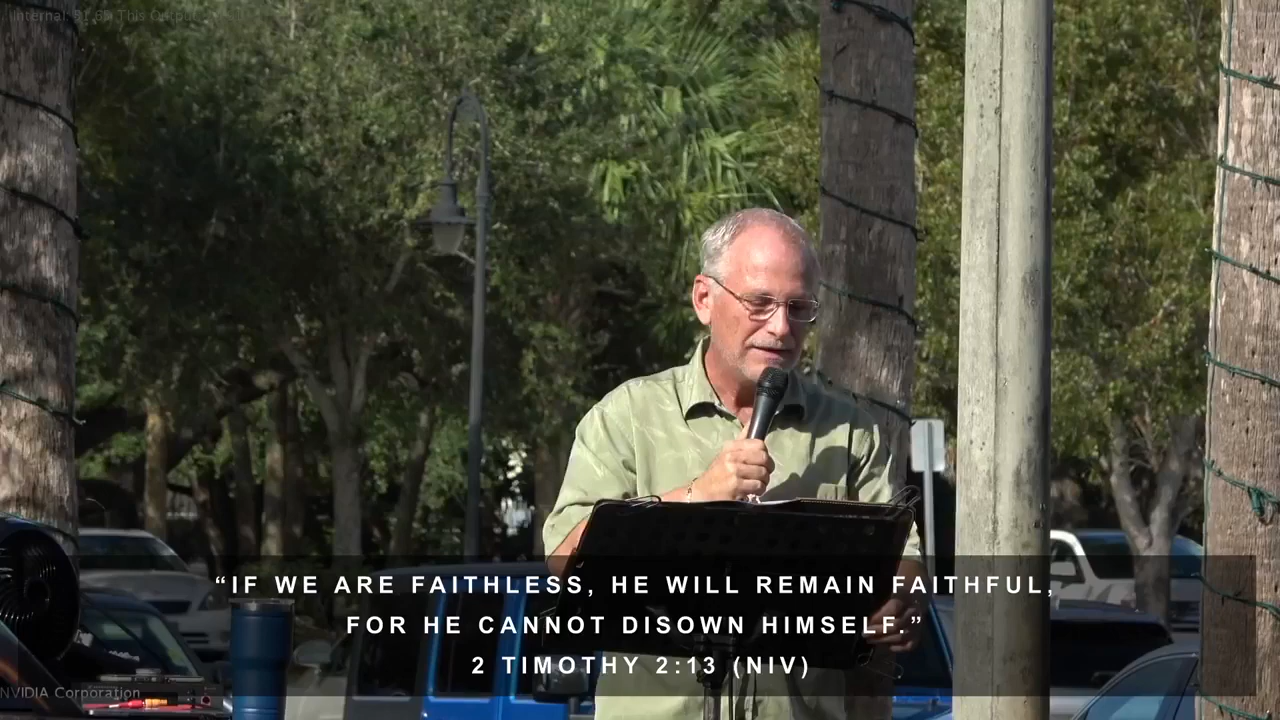 “IF WE ARE FAITHLESS, HE WILL REMAIN FAITHFUL,
FOR HE CANNOT DISOWN HIMSELF.”
2 TIMOTHY 2:13 (NIV)
NVIDIA Corporation